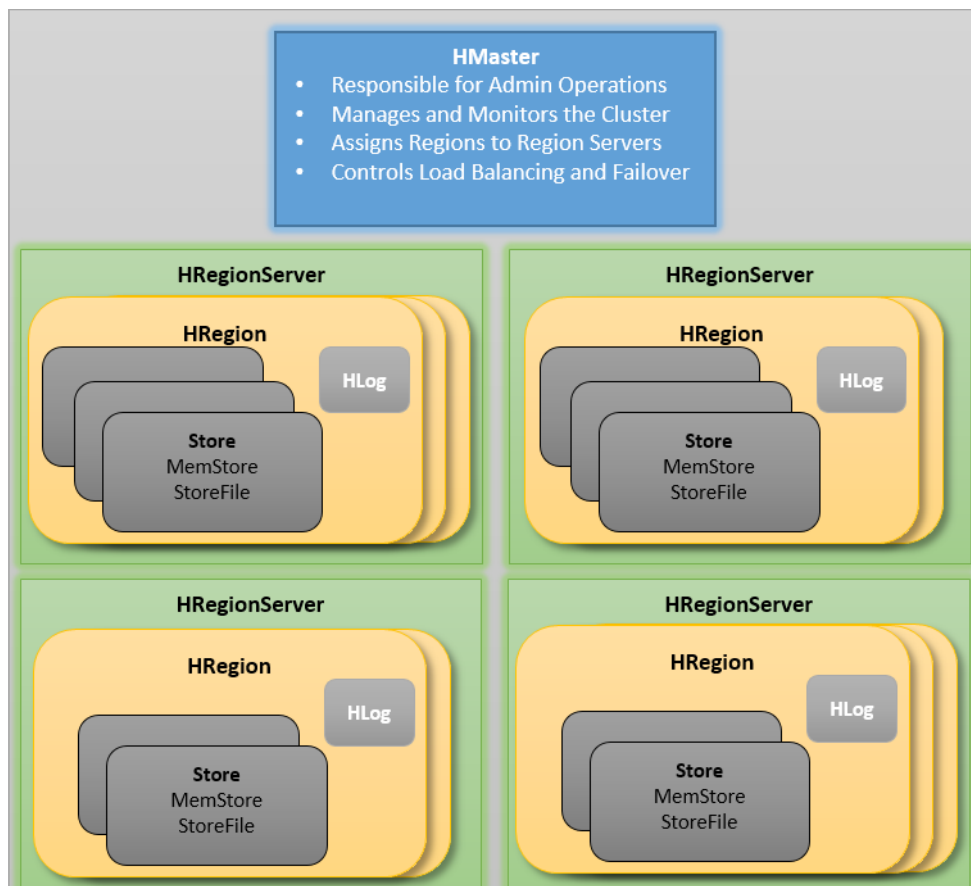 HMaster
• Responsible for Admin Operations
• Manages and Monitors the Cluster
• Assigns Regions to Region Servers
• Controls Load Balancing and Failover
HRegionServer
HRegion
HLog
Store
MemStore
StoreFile
HRegionServer
HRegion
HLog
Store
MemStore
StoreFile
HRegionServer
HRegion
HLog
Store
MemStore
StoreFile
HRegionServer
HRegion
HLog
Store
MemStore
StoreFile